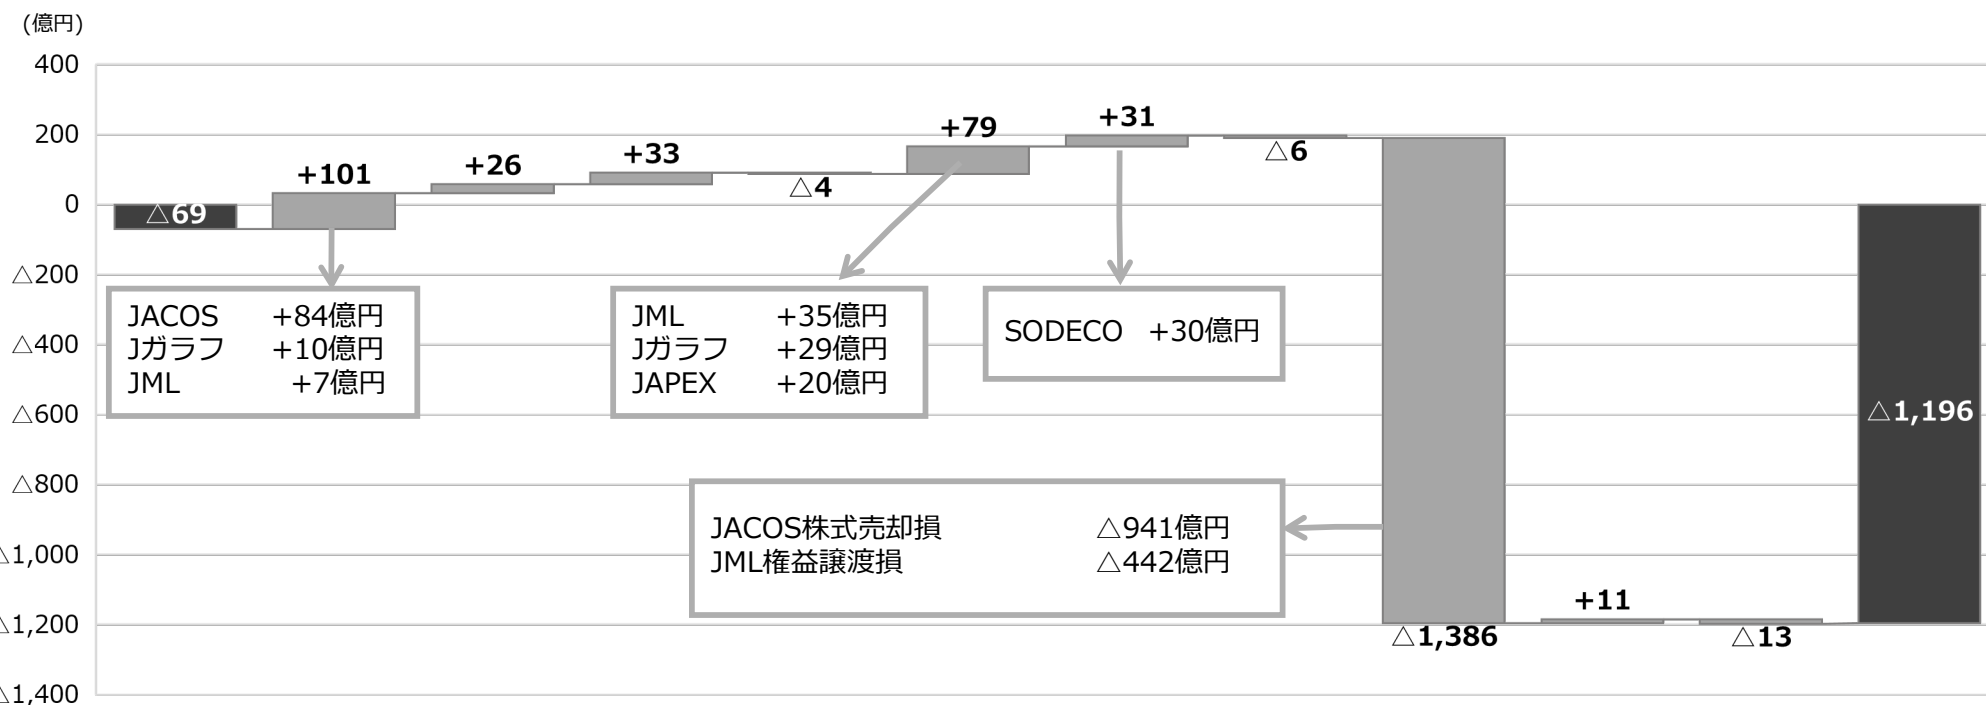 (億円)
400
200
0
△200
△400
△600
△800
△1,000
△1,200
△1,400
△69
+101
+26
+33
△4
+79
+31
△6
△1,386
+11
△13
△1,196
JACOS +84億円
Jガラフ +10億円
JML +7億円
JML +35億円
Jガラフ +29億円
JAPEX +20億円
SODECO +30億円
JACOS株式売却損 △941億円
JML権益譲渡損 △442億円